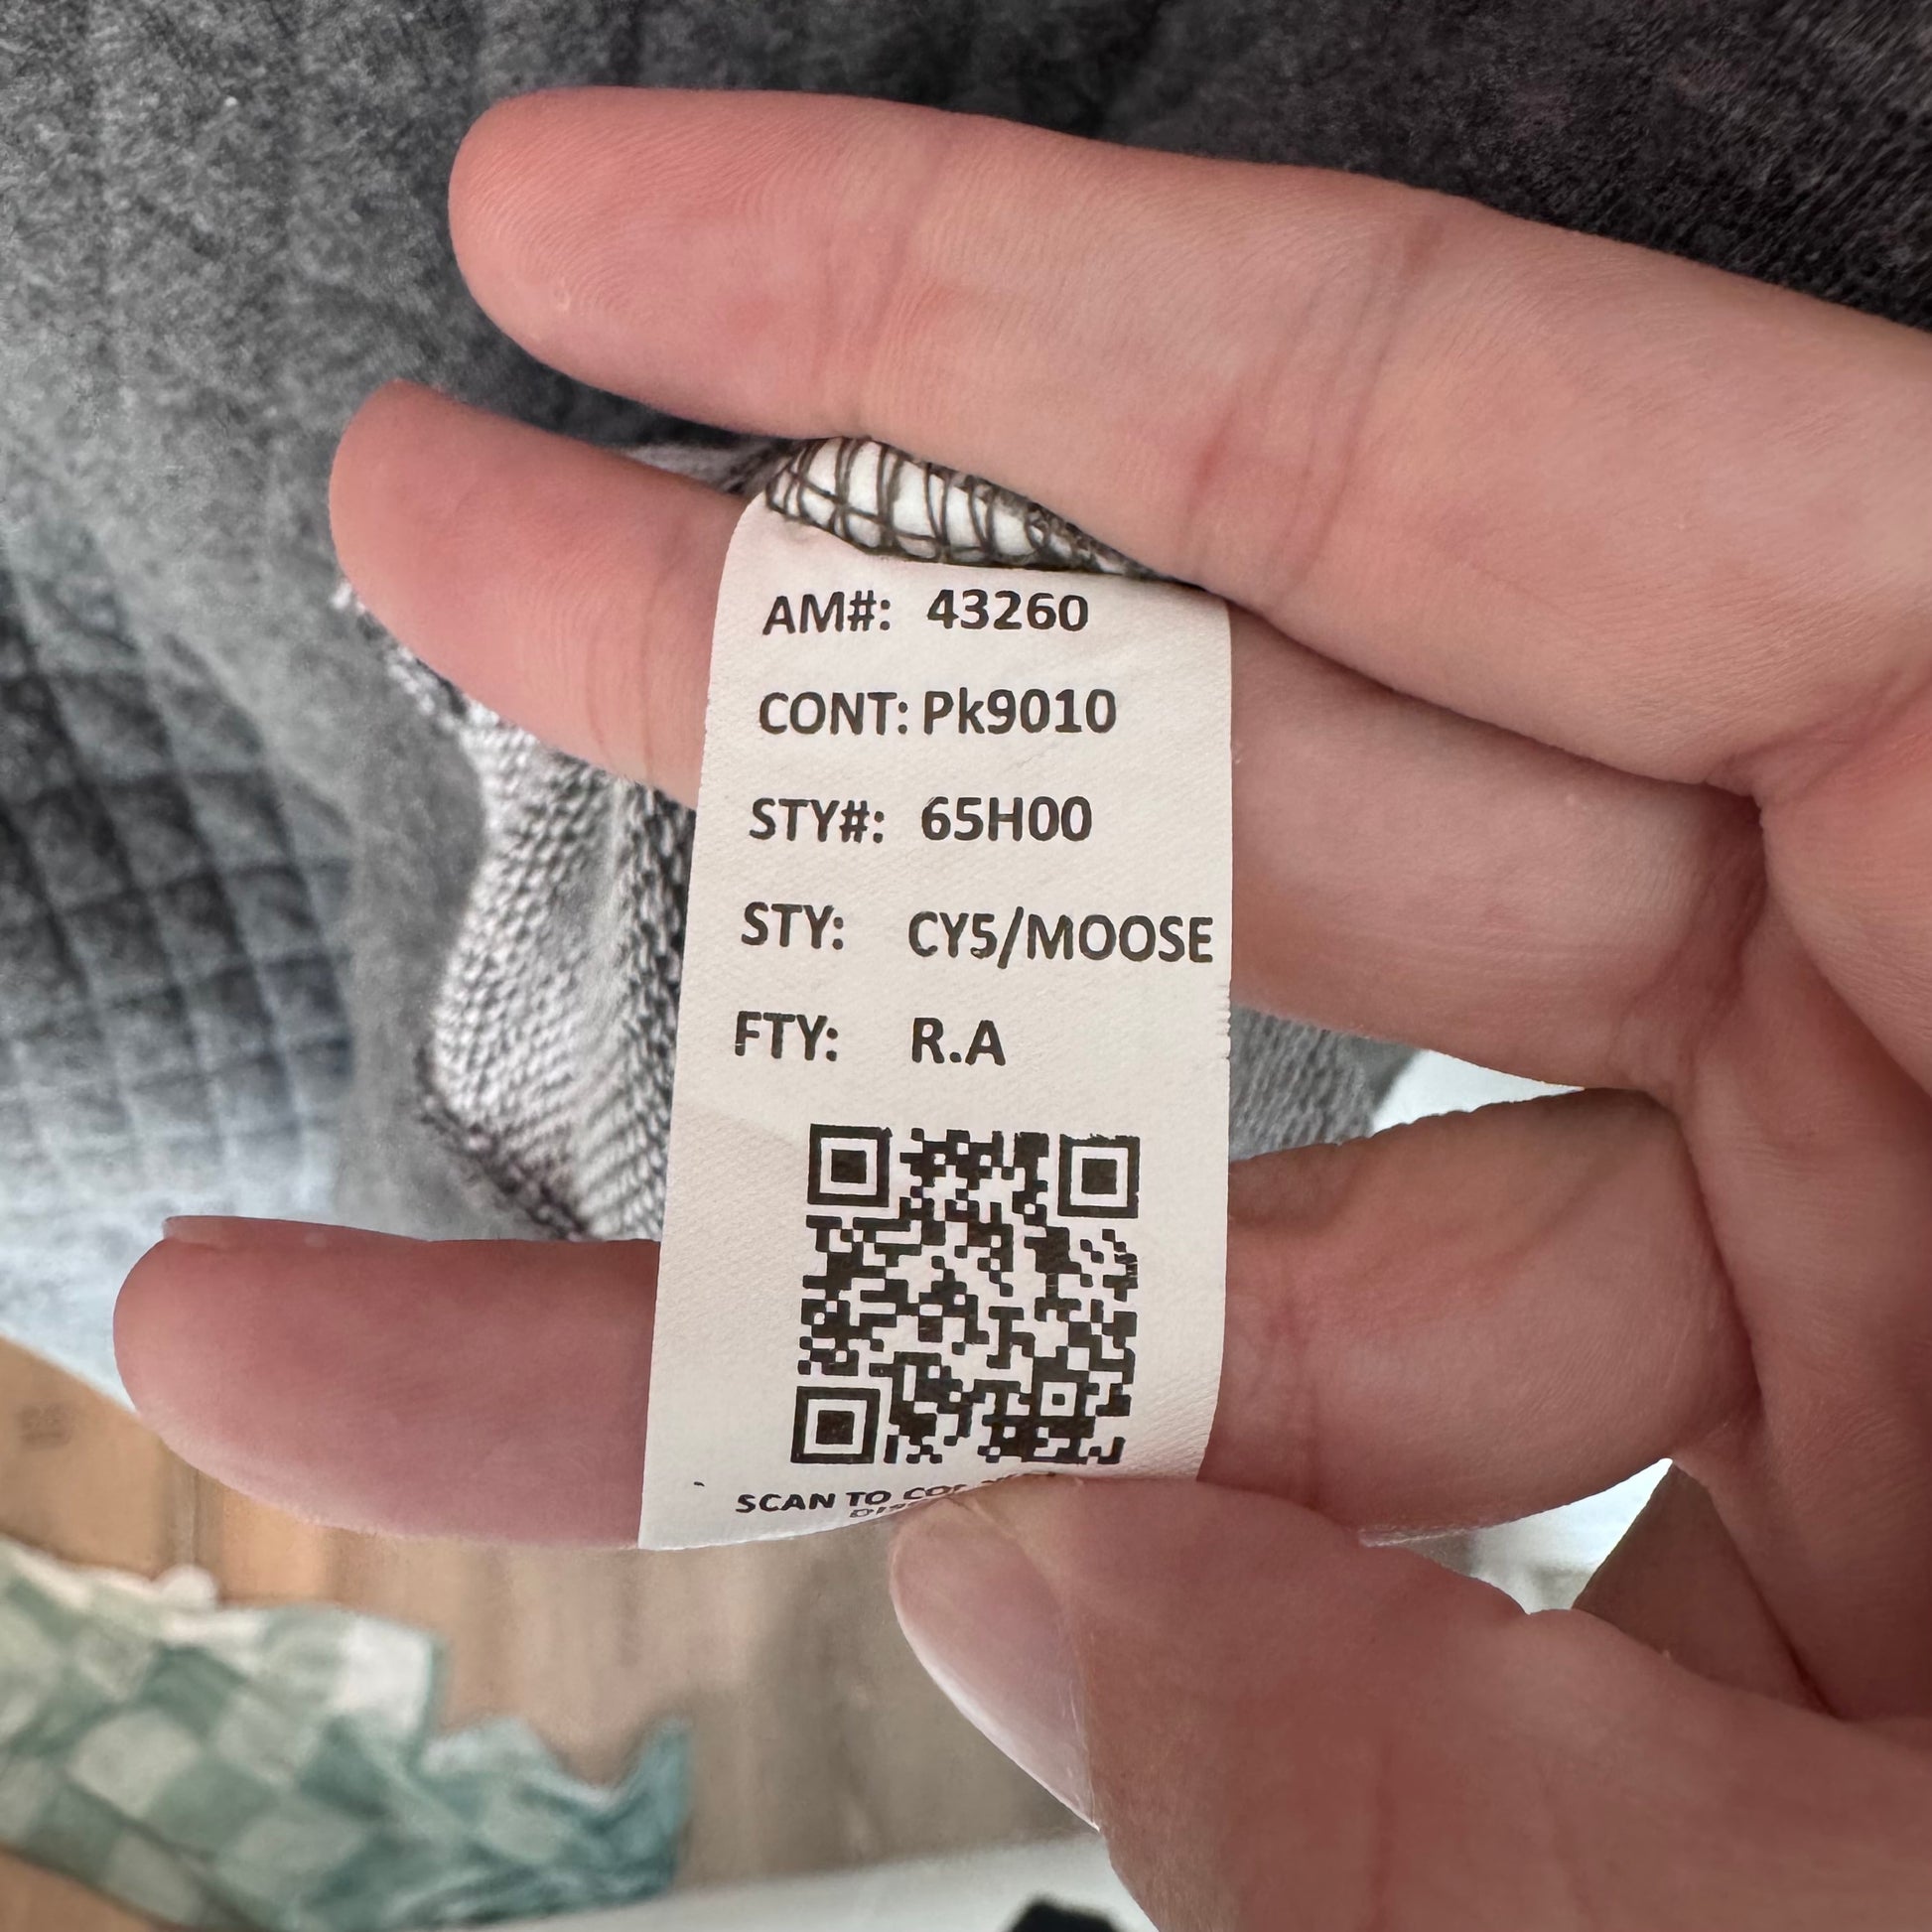 AM#: 43260
CONT: Pk9010
STY#: 65H00
STY: CY5/MOOSE
FTY: R.A
SCAN TO